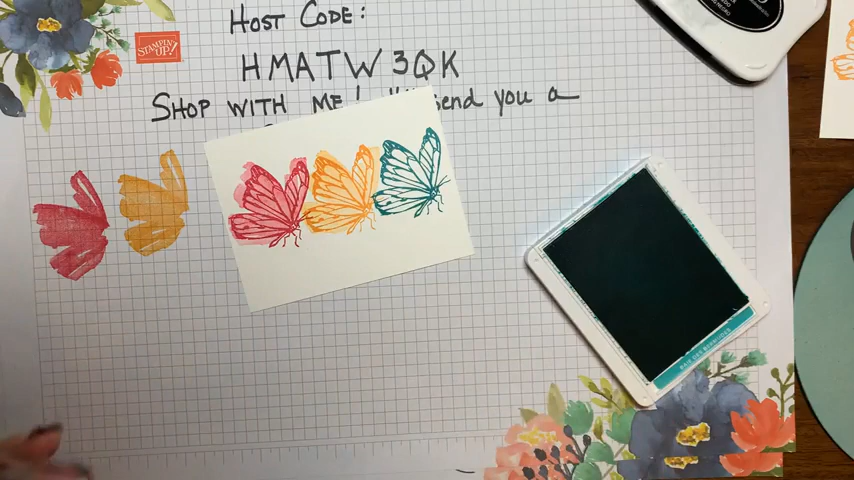 HOST CODE:
STAMPIN' UP!
HMATW3QK
SHOP WITH ME! I'll send you a